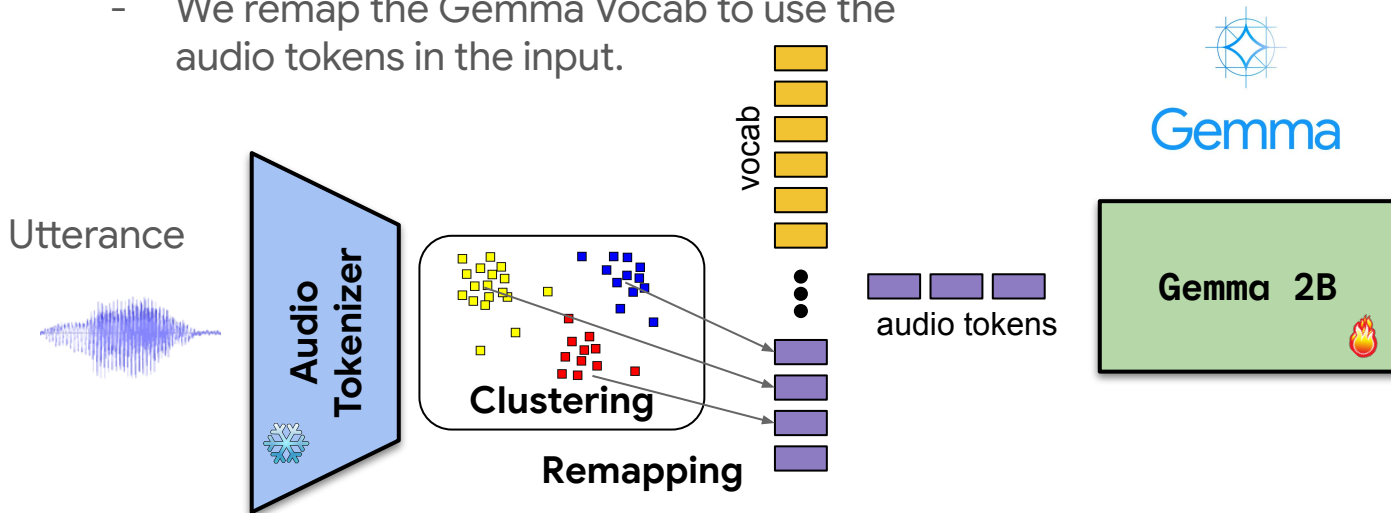 - We remap the Gemma Vocab to use the
audio tokens in the input.
Gemma
vocab
Utterance
Audio
Tokenizer
Clustering
Remapping
audio tokens
Gemma 2B